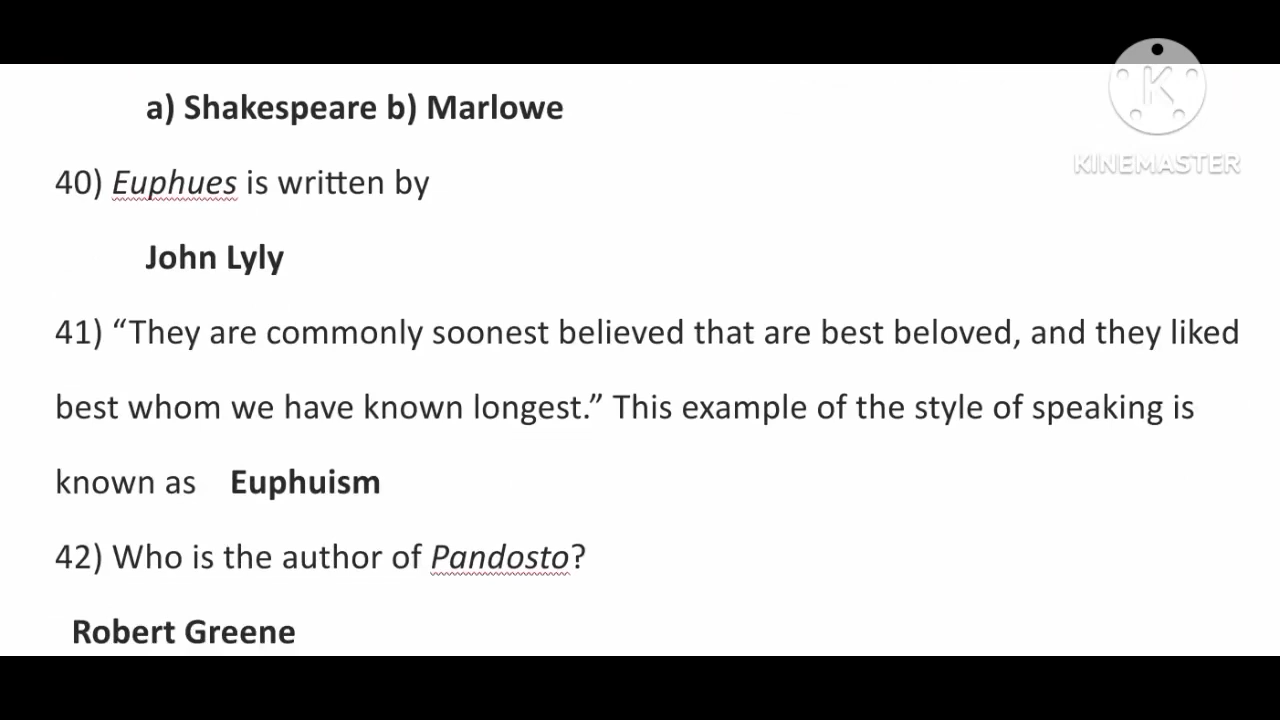 a) Shakespeare b) Marlowe
KINEMASTER
40) Euphues is written by
John Lyly
41) “They are commonly soonest believed that are best beloved, and they liked
best whom we have known longest.” This example of the style of speaking is
known as Euphuism
42) Who is the author of Pandosto?
Robert Greene